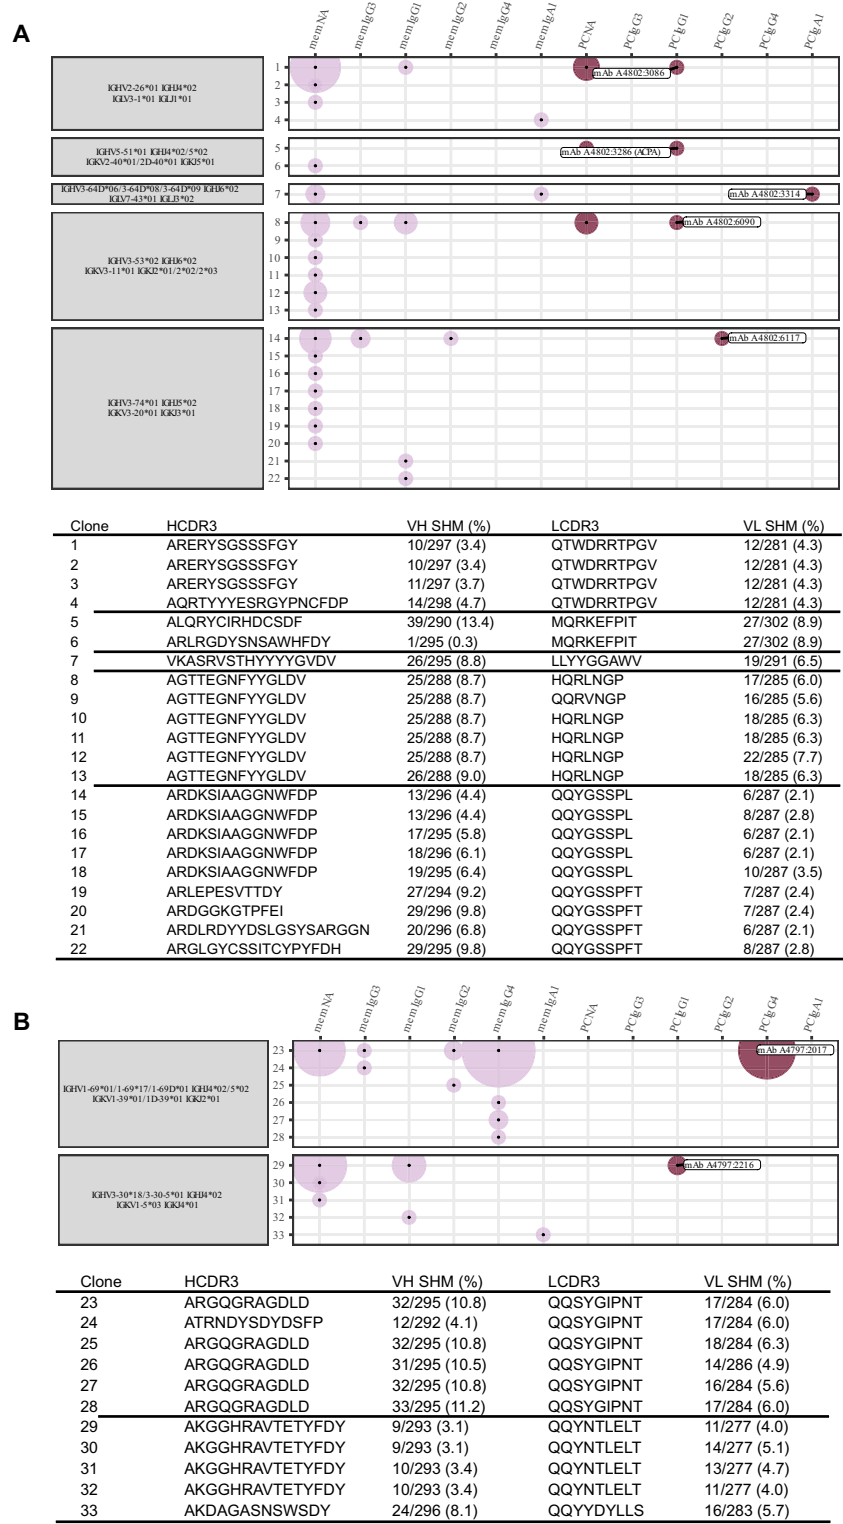 A
memNA memIgG3 memIgG1 memIgG2 memIgG4 memIgA1 PCNA PCIgG3 PCIgG1 PCIgG2 PCIgG4 PCIgA1
IGHV2-26*01 IGHJ4*02
IGLV3-1*01 IGLJ1*01
1
mAb A4802:3086
2
3
4
IGHV5-51*01 IGHJ4*02/5*02
IGKV2-40*01/2D-40*01 IGKJ5*01
5
mAb A4802:3286 (ACPA)
6
IGHV3-64D*06/3-64D*08/3-64D*09 IGHJ6*02
IGLV7-43*01 IGLJ3*02
7
mAb A4802:3314
IGHV3-53*02 IGHJ6*02
IGKV3-11*01 IGKJ2*01/2*02/2*03
8
mAb A4802:6090
9
10
11
12
13
IGHV3-74*01 IGHJ5*02
IGKV3-20*01 IGKJ3*01
14
mAb A4802:6117
15
16
17
18
19
20
21
22
Clone HCDR3 VH SHM (%) LCDR3 VL SHM (%)
1 ARERYSGSSSFGY 10/297 (3.4) QTWDRRTPGV 12/281 (4.3)
2 ARERYSGSSSFGY 10/297 (3.4) QTWDRRTPGV 12/281 (4.3)
3 ARERYSGSSSFGY 11/297 (3.7) QTWDRRTPGV 12/281 (4.3)
4 AQRTYYYESRGYPNCFDP 14/298 (4.7) QTWDRRTPGV 12/281 (4.3)
5 ALQRYCIRHDCSDF 39/290 (13.4) MQRKEFPIT 27/302 (8.9)
6 ARLRGDYSNSAWHFDY 1/295 (0.3) MQRKEFPIT 27/302 (8.9)
7 VKASRVSTHYYYYGVDV 26/295 (8.8) LLYYGGAWV 19/291 (6.5)
8 AGTTEGNFYYGLDV 25/288 (8.7) HQRLNGP 17/285 (6.0)
9 AGTTEGNFYYGLDV 25/288 (8.7) QQRVNGP 16/285 (5.6)
10 AGTTEGNFYYGLDV 25/288 (8.7) HQRLNGP 18/285 (6.3)
11 AGTTEGNFYYGLDV 25/288 (8.7) HQRLNGP 18/285 (6.3)
12 AGTTEGNFYYGLDV 25/288 (8.7) HQRLNGP 22/285 (7.7)
13 AGTTEGNFYYGLDV 26/288 (9.0) HQRLNGP 18/285 (6.3)
14 ARDKSIAAGGNWFDP 13/296 (4.4) QQYGSSPL 6/287 (2.1)
15 ARDKSIAAGGNWFDP 13/296 (4.4) QQYGSSPL 8/287 (2.8)
16 ARDKSIAAGGNWFDP 17/295 (5.8) QQYGSSPL 6/287 (2.1)
17 ARDKSIAAGGNWFDP 18/296 (6.1) QQYGSSPL 6/287 (2.1)
18 ARDKSIAAGGNWFDP 19/295 (6.4) QQYGSSPL 10/287 (3.5)
19 ARLEPESVTTDY 27/294 (9.2) QQYGSSPFT 7/287 (2.4)
20 ARDGGKGTPFEI 29/296 (9.8) QQYGSSPFT 7/287 (2.4)
21 ARDLRDYYDSLGSYSARGGN 20/296 (6.8) QQYGSSPFT 6/287 (2.1)
22 ARGLGYCSSITCYPYFDH 29/295 (9.8) QQYGSSPFT 8/287 (2.8)
B
memNA memIgG3 memIgG1 memIgG2 memIgG4 memIgA1 PCNA PCIgG3 PCIgG1 PCIgG2 PCIgG4 PCIgA1
IGHV1-69*01/1-69*17/1-69D*01 IGHJ4*02/5*02
IGKV1-39*01/1D-39*01 IGKJ2*01
23
mAb A4797:2017
24
25
26
27
28
IGHV3-30*18/3-30-5*01 IGHJ4*02
IGKV1-5*03 IGKJ4*01
29
mAb A4797:2216
30
31
32
33
Clone HCDR3 VH SHM (%) LCDR3 VL SHM (%)
23 ARGQGRAGDLD 32/295 (10.8) QQSYGIPNT 17/284 (6.0)
24 ATRNDYSDYDSFP 12/292 (4.1) QQSYGIPNT 17/284 (6.0)
25 ARGQGRAGDLD 32/295 (10.8) QQSYGIPNT 18/284 (6.3)
26 ARGQGRAGDLD 31/295 (10.5) QQSYGIPNT 14/286 (4.9)
27 ARGQGRAGDLD 32/295 (10.8) QQSYGIPNT 16/284 (5.6)
28 ARGQGRAGDLD 33/295 (11.2) QQSYGIPNT 17/284 (6.0)
29 AKGGHRAVTETYFDY 9/293 (3.1) QQYNTLELT 11/277 (4.0)
30 AKGGHRAVTETYFDY 9/293 (3.1) QQYNTLELT 14/277 (5.1)
31 AKGGHRAVTETYFDY 10/293 (3.4) QQYNTLELT 13/277 (4.7)
32 AKGGHRAVTETYFDY 10/293 (3.4) QQYNTLELT 11/277 (4.0)
33 AKDAGASNSWSDY 24/296 (8.1) QQYYDYLLS 16/283 (5.7)